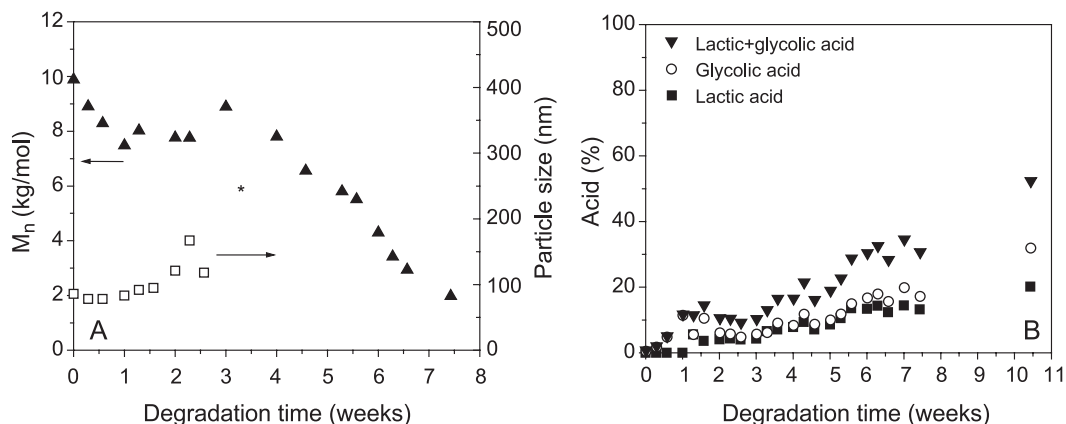 12
10
8
6
4
2
0
M_n (kg/mol)
500
400
300
200
100
0
Particle size (nm)
*
A
0 1 2 3 4 5 6 7 8
Degradation time (weeks)
100
80
60
40
20
0
Acid (%)
Lactic+glycolic acid
Glycolic acid
Lactic acid
B
0 1 2 3 4 5 6 7 8 9 10 11
Degradation time (weeks)